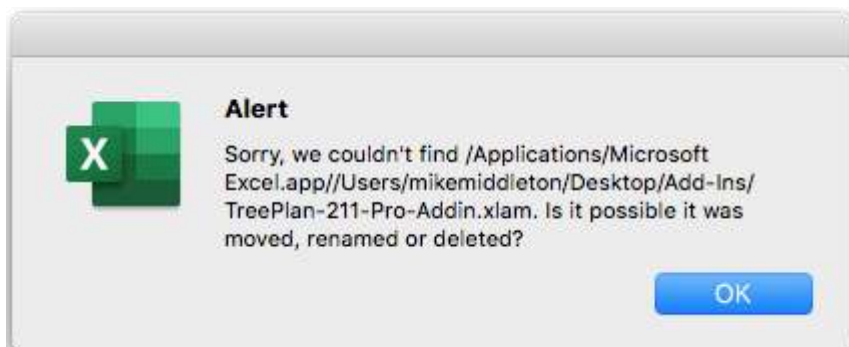 X
Alert
Sorry, we couldn't find /Applications/Microsoft
Excel.app//Users/mikemiddleton/Desktop/Add-Ins/
TreePlan-211-Pro-Addin.xlam. Is it possible it was
moved, renamed or deleted?
OK